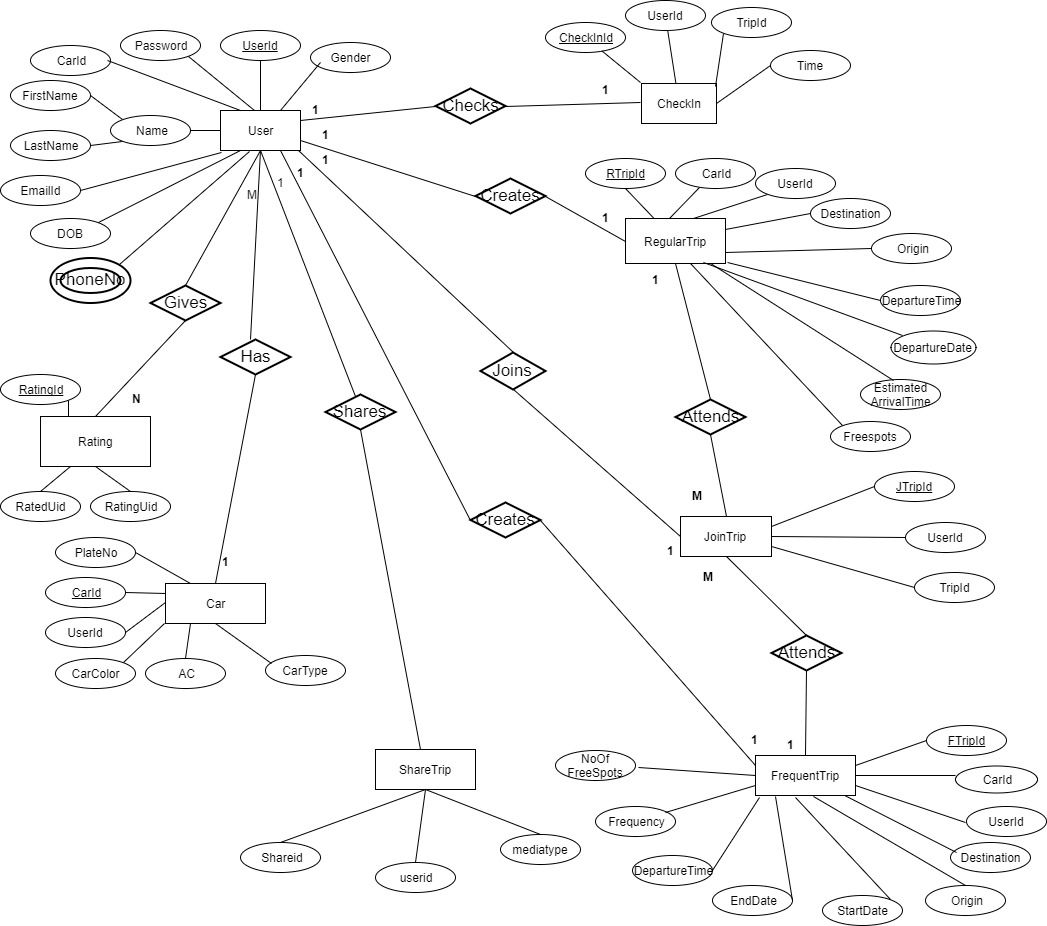 UserId
TripId
CheckInId
Password
UserId
Gender
CarId
Time
FirstName
1
Checks
1
CheckIn
Name
User
1
LastName
1
1
RTripId
CarId
UserId
EmailId
M
1
Creates
Destination
1
DOB
RegularTrip
Origin
PhoneNo
1
Gives
DepartureTime
DepartureDate
Has
Joins
RatingId
Estimated
ArrivalTime
N
Shares
Attends
Rating
Freespots
JTripId
M
RatedUid
RatingUid
Creates
JoinTrip
UserId
PlateNo
1
1
M
TripId
CarId
Car
UserId
Attends
CarColor
AC
CarType
1
1
FTripId
NoOf
FreeSpots
ShareTrip
FrequentTrip
CarId
Frequency
UserId
Shareid
mediatype
Destination
DepartureTime
userid
EndDate
StartDate
Origin